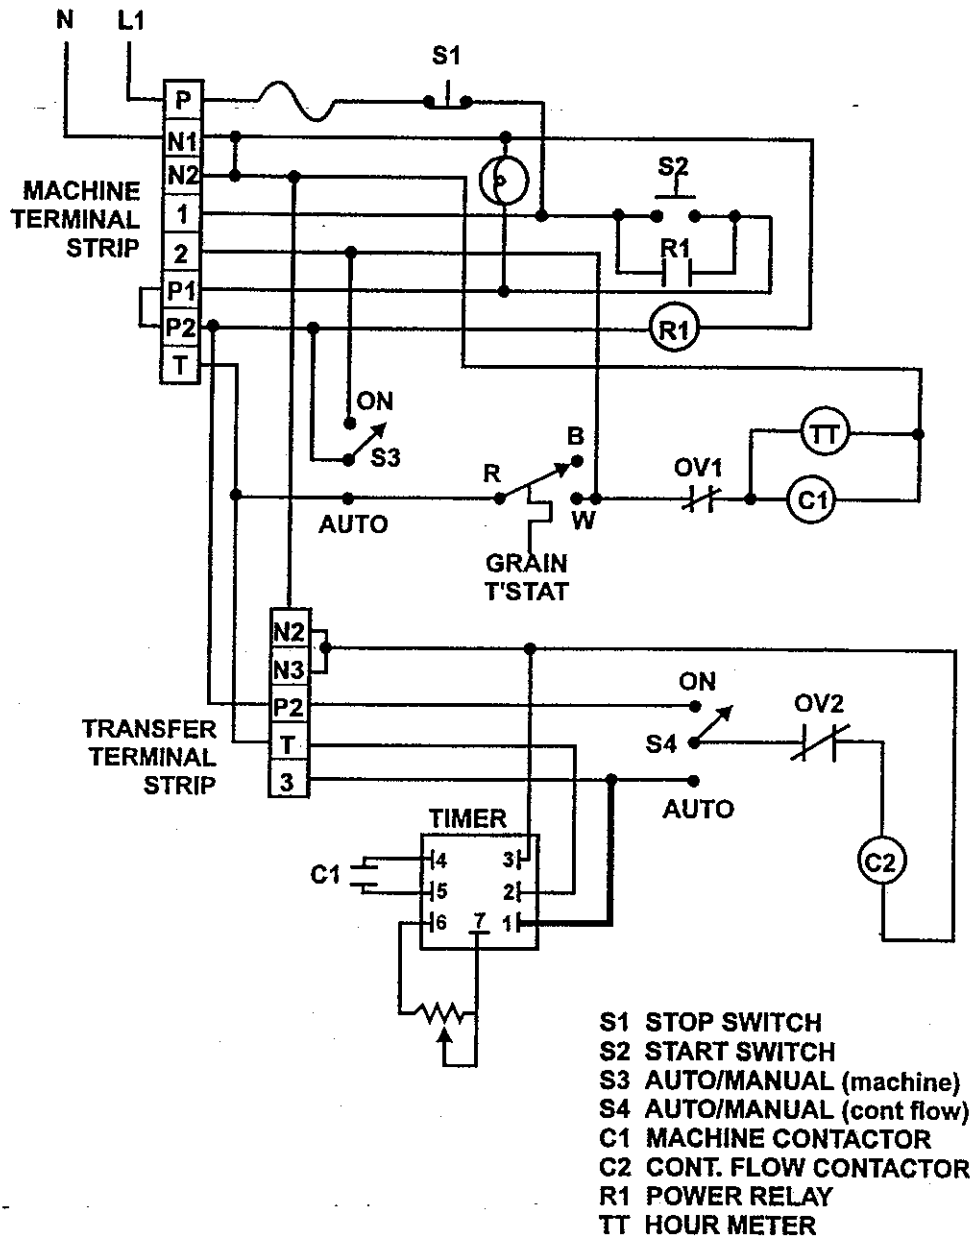 N L1
S1
P
N1
N2
1
2
P1
P2
T
MACHINE
TERMINAL
STRIP
S2
R1
R1
ON
S3
AUTO
R
B
W
GRAIN
T'STAT
OV1
TT
C1
N2
N3
P2
T
3
TRANSFER
TERMINAL
STRIP
ON
S4
AUTO
OV2
C2
TIMER
C1
4
5
6
7
3
2
1
S1 STOP SWITCH
S2 START SWITCH
S3 AUTO/MANUAL (machine)
S4 AUTO/MANUAL (cont flow)
C1 MACHINE CONTACTOR
C2 CONT. FLOW CONTACTOR
R1 POWER RELAY
TT HOUR METER